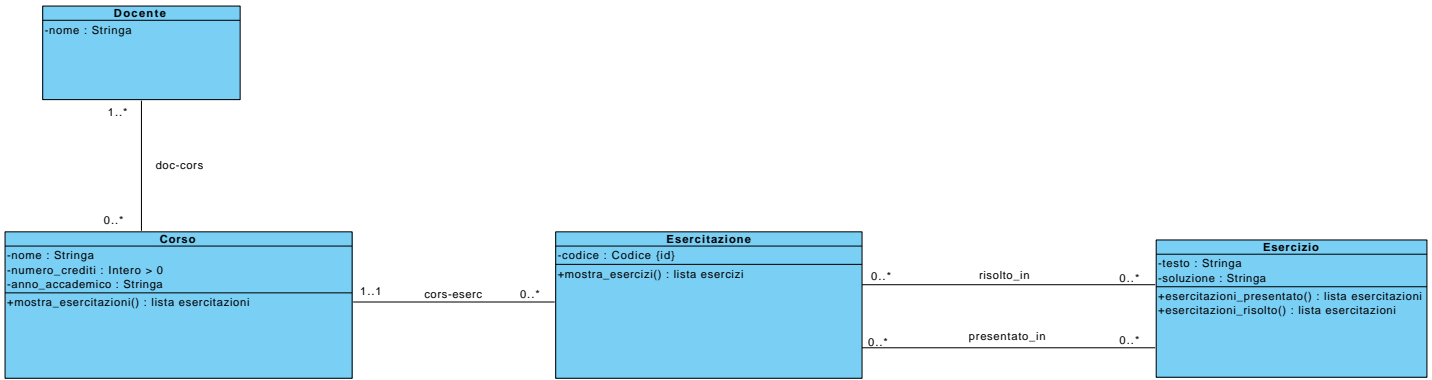 Docente
-nome : Stringa
1..*
doc-cors
0..*
Corso
-nome : Stringa
-numero_crediti : Intero > 0
-anno_accademico : Stringa
+mostra_esercitazioni() : lista esercitazioni
1..1
cors-eserc
0..*
Esercitazione
-codice : Codice {id}
+mostra_esercizi() : lista esercizi
0..*
risolto_in
0..*
0..*
presentato_in
0..*
Esercizio
-testo : Stringa
-soluzione : Stringa
+esercitazioni_presentato() : lista esercitazioni
+esercitazioni_risolto() : lista esercitazioni